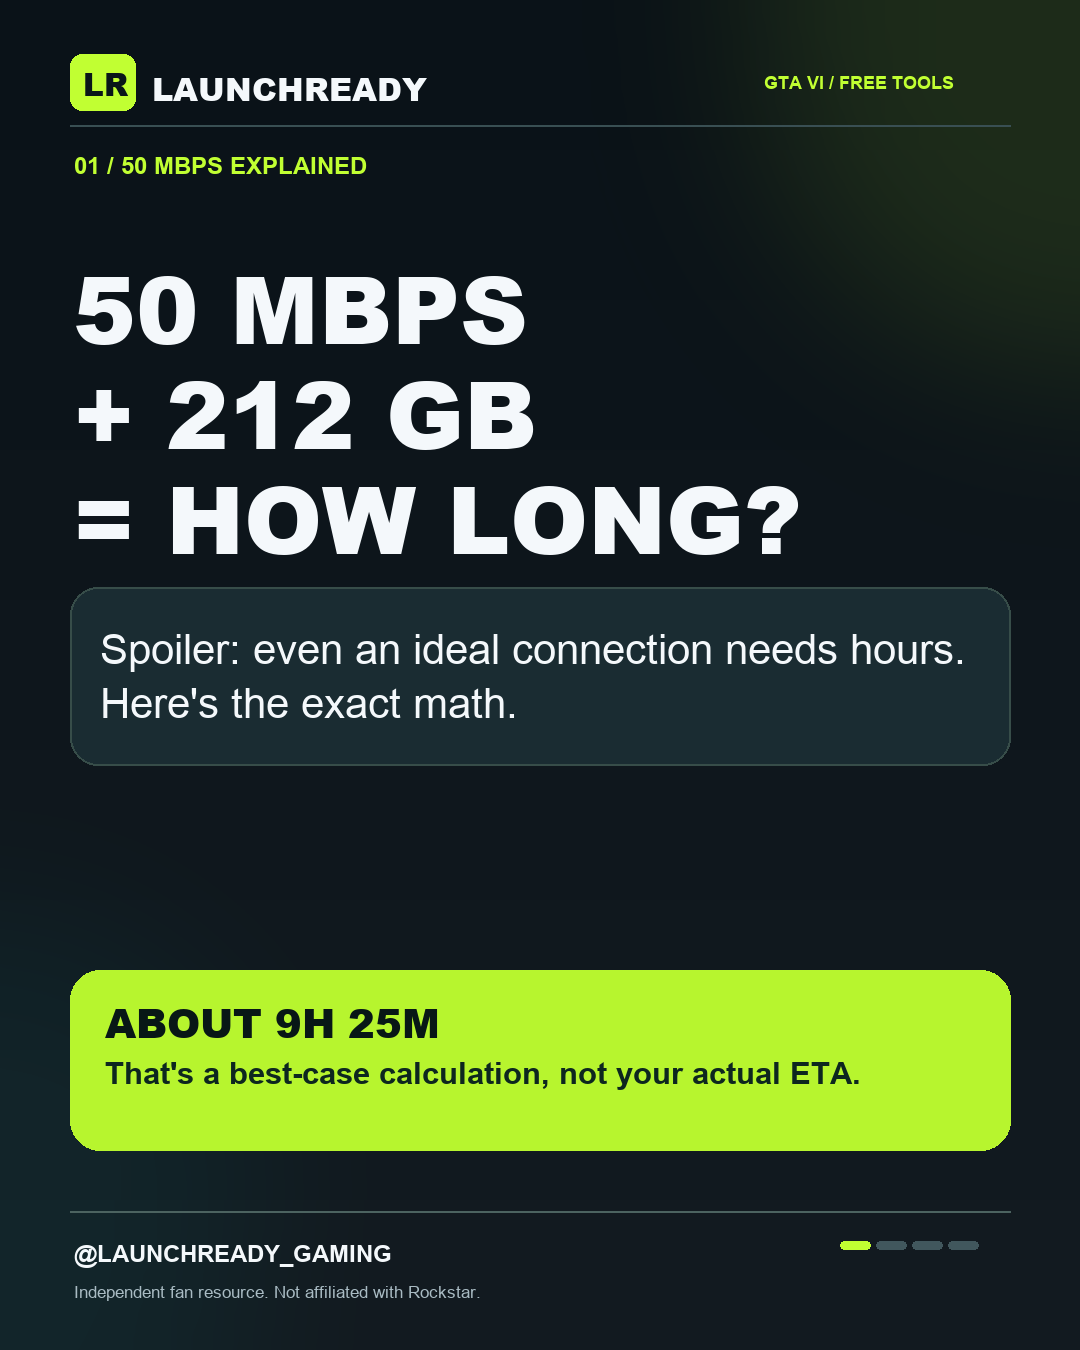 LR LAUNCHREADY
GTA VI / FREE TOOLS
01 / 50 MBPS EXPLAINED
50 MBPS
+ 212 GB
= HOW LONG?
Spoiler: even an ideal connection needs hours.
Here's the exact math.
ABOUT 9H 25M
That's a best-case calculation, not your actual ETA.
@LAUNCHREADY_GAMING
Independent fan resource. Not affiliated with Rockstar.